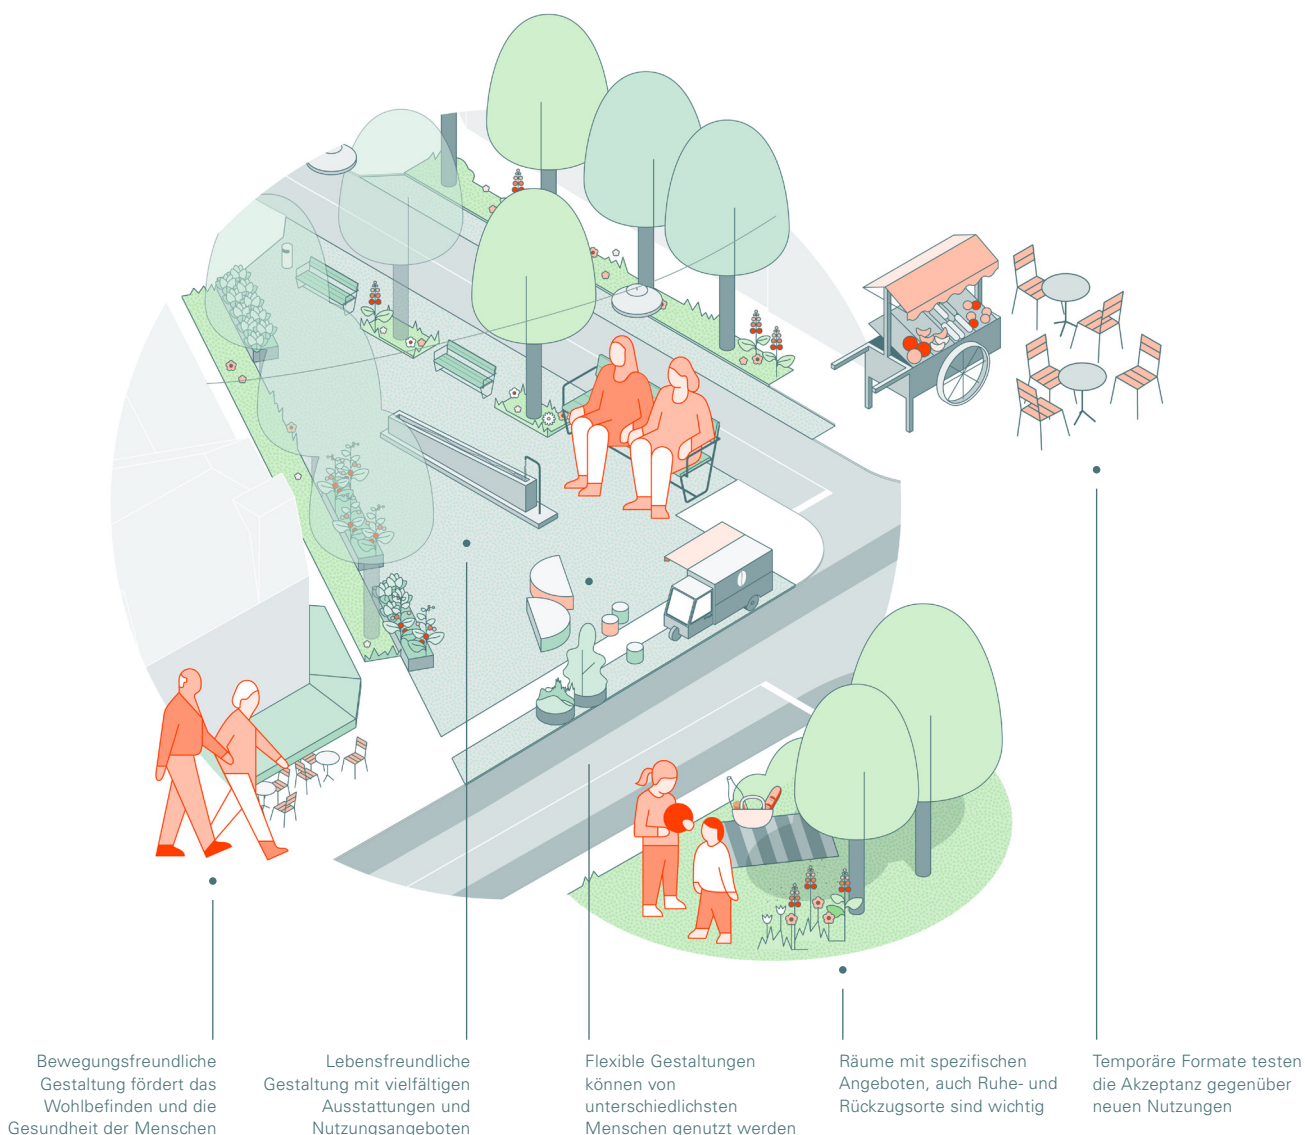 Bewegungsfreundliche
Gestaltung fördert das
Wohlbefinden und die
Gesundheit der Menschen
Lebensfreundliche
Gestaltung mit vielfältigen
Ausstattungen und
Nutzungsangeboten
Flexible Gestaltungen
können von
unterschiedlichsten
Menschen genutzt werden
Räume mit spezifischen
Angeboten, auch Ruhe- und
Rückzugsorte sind wichtig
Temporäre Formate testen
die Akzeptanz gegenüber
neuen Nutzungen